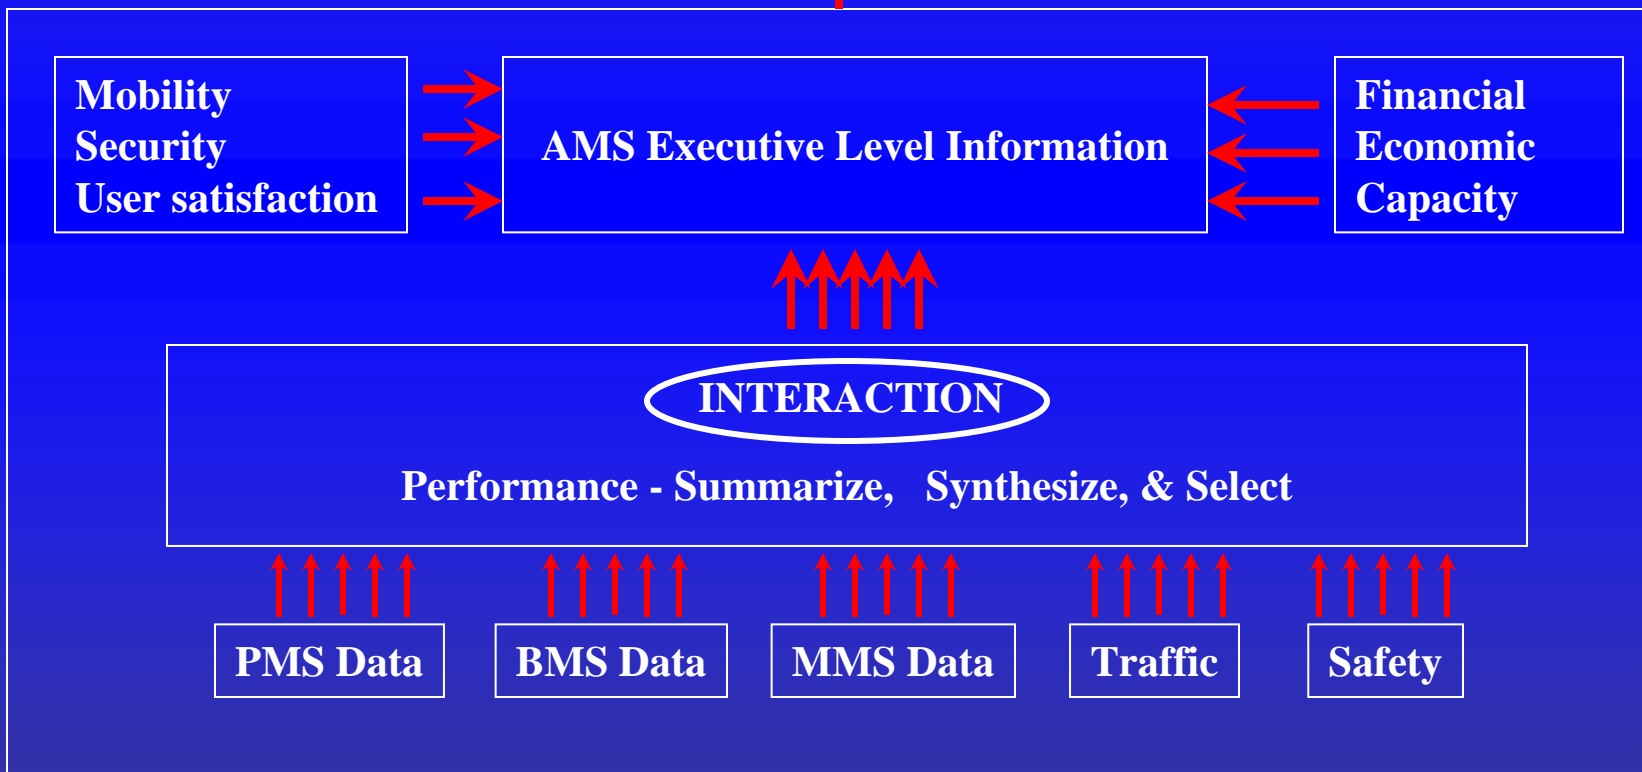 Mobility
Security
User satisfaction
AMS Executive Level Information
Financial
Economic
Capacity
INTERACTION
Performance - Summarize, Synthesize, & Select
PMS Data
BMS Data
MMS Data
Traffic
Safety